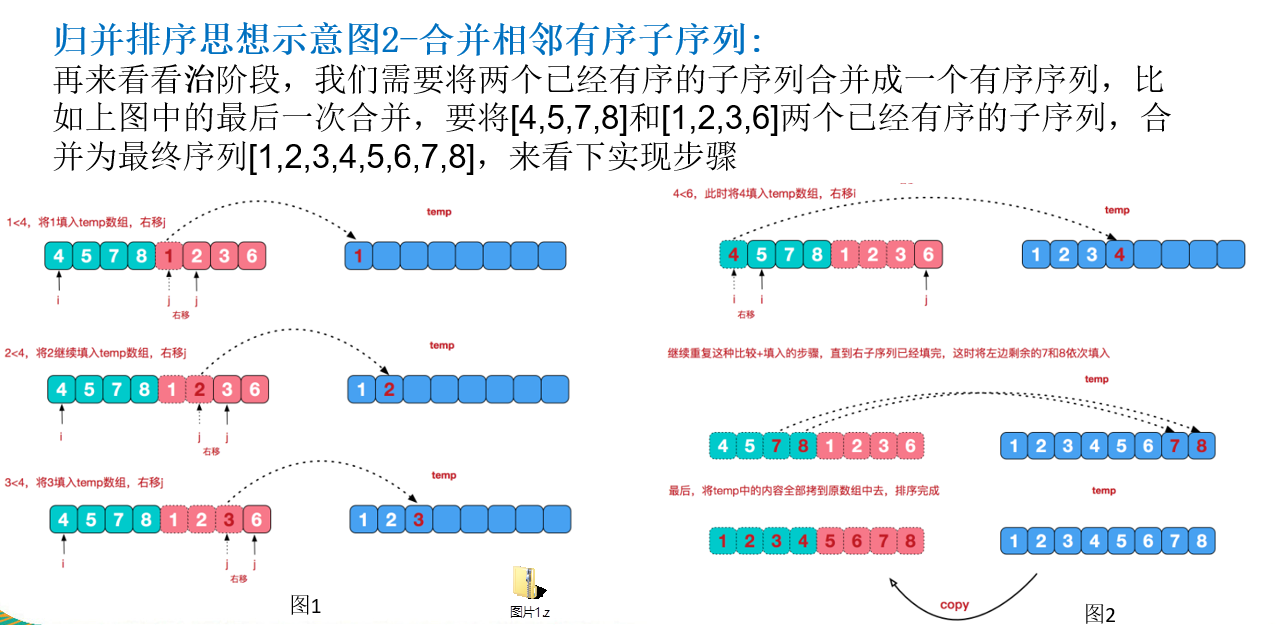 归并排序思想示意图2-合并相邻有序子序列:
再来看看治阶段，我们需要将两个已经有序的子序列合并成一个有序序列，比
如上图中的最后一次合并，要将[4,5,7,8]和[1,2,3,6]两个已经有序的子序列，合
并为最终序列[1,2,3,4,5,6,7,8]，来看下实现步骤
1<4，将1填入temp数组，右移j
temp
4 5 7 8 1 2 3 6
1
i j j
右移
2<4，将2继续填入temp数组，右移j
temp
4 5 7 8 1 2 3 6
1 2
i j j
右移
3<4，将3填入temp数组，右移j
temp
4 5 7 8 1 2 3 6
1 2 3
i j j
右移
图1
图片1.z
4<6，此时将4填入temp数组，右移i
temp
4 5 7 8 1 2 3 6
1 2 3 4
i i j
右移
继续重复这种比较+填入的步骤，直到右子序列已经填完，这时将左边剩余的7和8依次填入
temp
4 5 7 8 1 2 3 6
1 2 3 4 5 6 7 8
最后，将temp中的内容全部拷到原数组中去，排序完成
temp
1 2 3 4 5 6 7 8
1 2 3 4 5 6 7 8
copy
图2